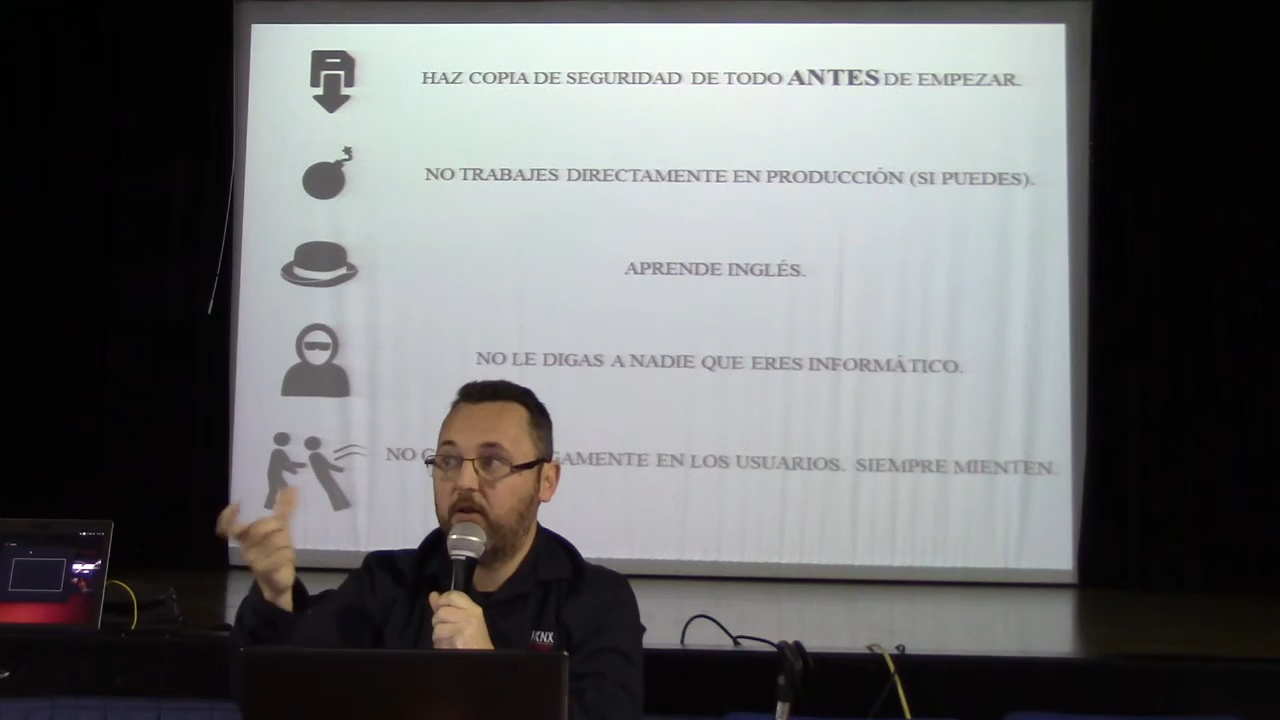 HAZ COPIA DE SEGURIDAD DE TODO ANTES DE EMPEZAR.
NO TRABAJES DIRECTAMENTE EN PRODUCCIÓN (SI PUEDES).
APRENDE INGLÉS.
NO LE DIGAS A NADIE QUE ERES INFORMÁTICO.
NO EN LOS USUARIOS. SIEMPRE MIENTEN.
KNX